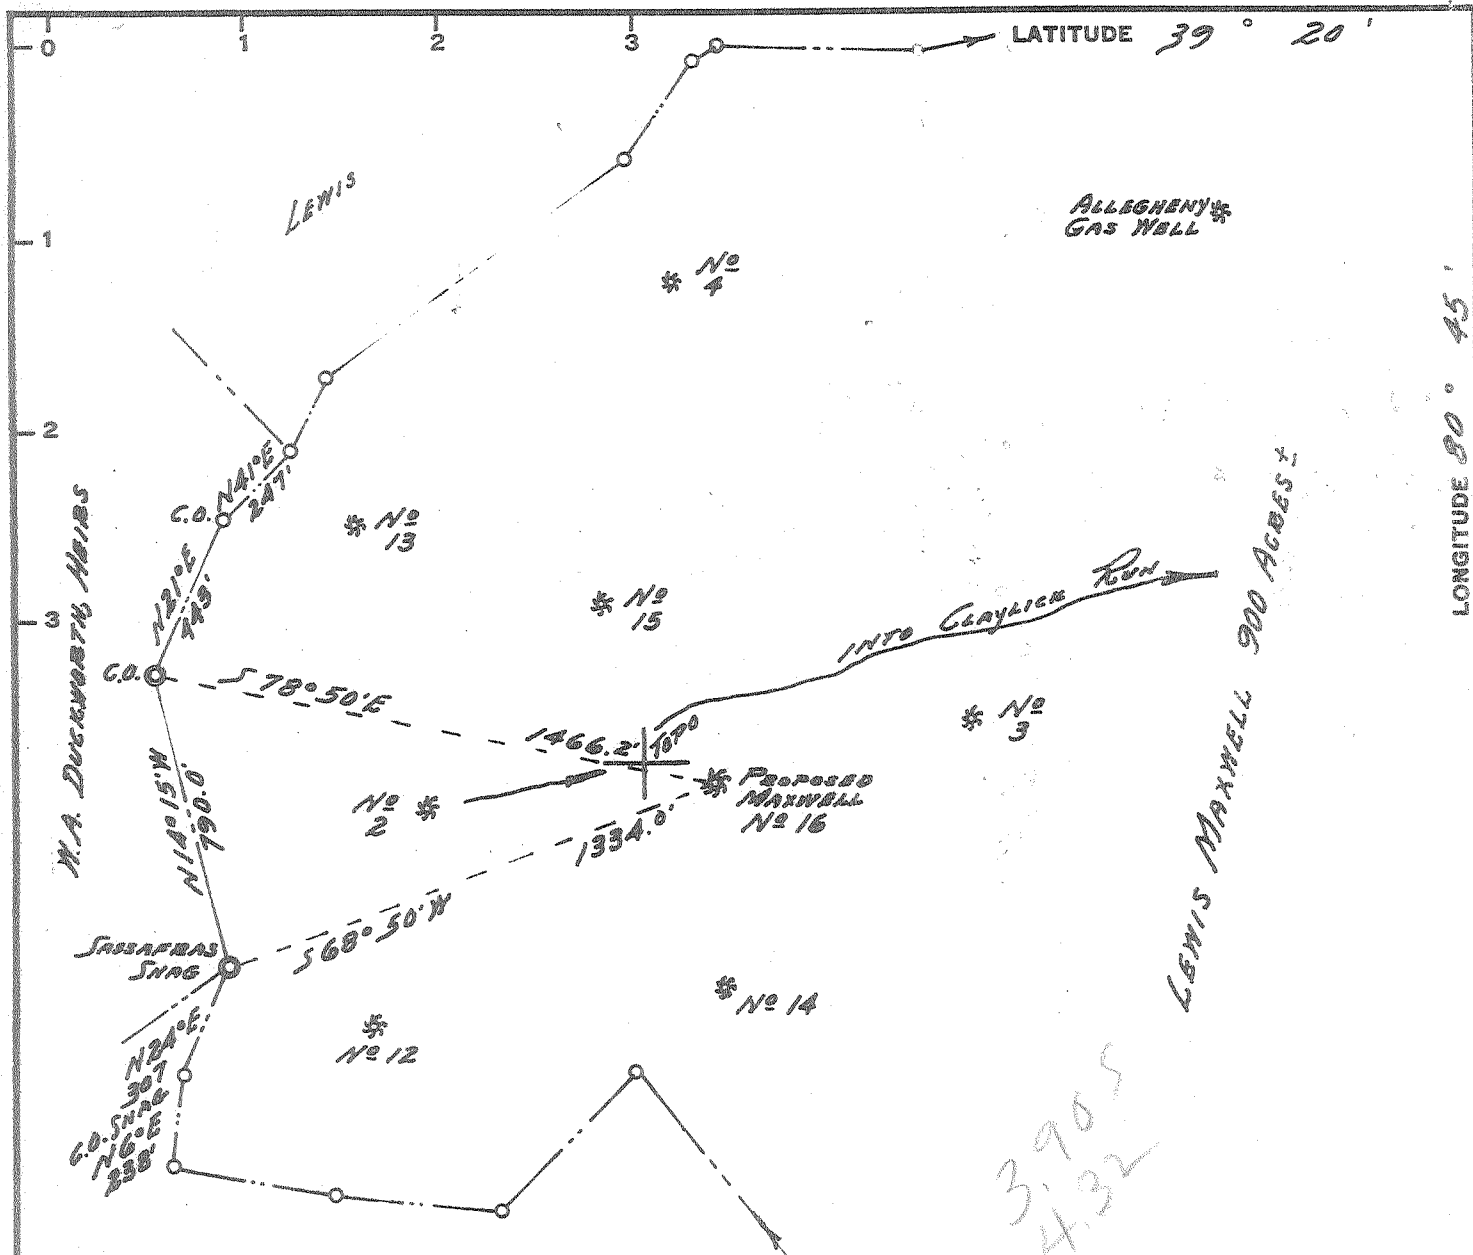 0 1 2 3 LATITUDE 39 ° 20 '
LEWIS
ALLEGHENY
GAS WELL
1
Nº
4
LONGITUDE 80 ° 45 '
2
N41°E
247'
C.O.
Nº
13
W.A. DUCKWORTH, HEIRS
N21°E
443'
Nº
15
3
INTO CLAYLICK RUN
LEWIS MAXWELL 900 ACRES ±
C.O.
S 78° 50' E
1466.2'
TOPO
Nº
3
N14° 15' W
790.0'
Nº
2
PROPOSED
MAXWELL
Nº 16
1334.0'
S 68° 50' W
SASSAFRAS
SNAG
Nº 14
Nº 12
N24°E
307
C.O. SNAG
N6°E
238'
3.905
4.32